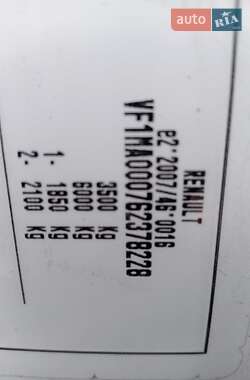 auto RIA
RENAULT
e2*2007/46*0016
VF1MA000762378228
3500 kg
6000 kg
1- 1850 kg
2- 2100 kg